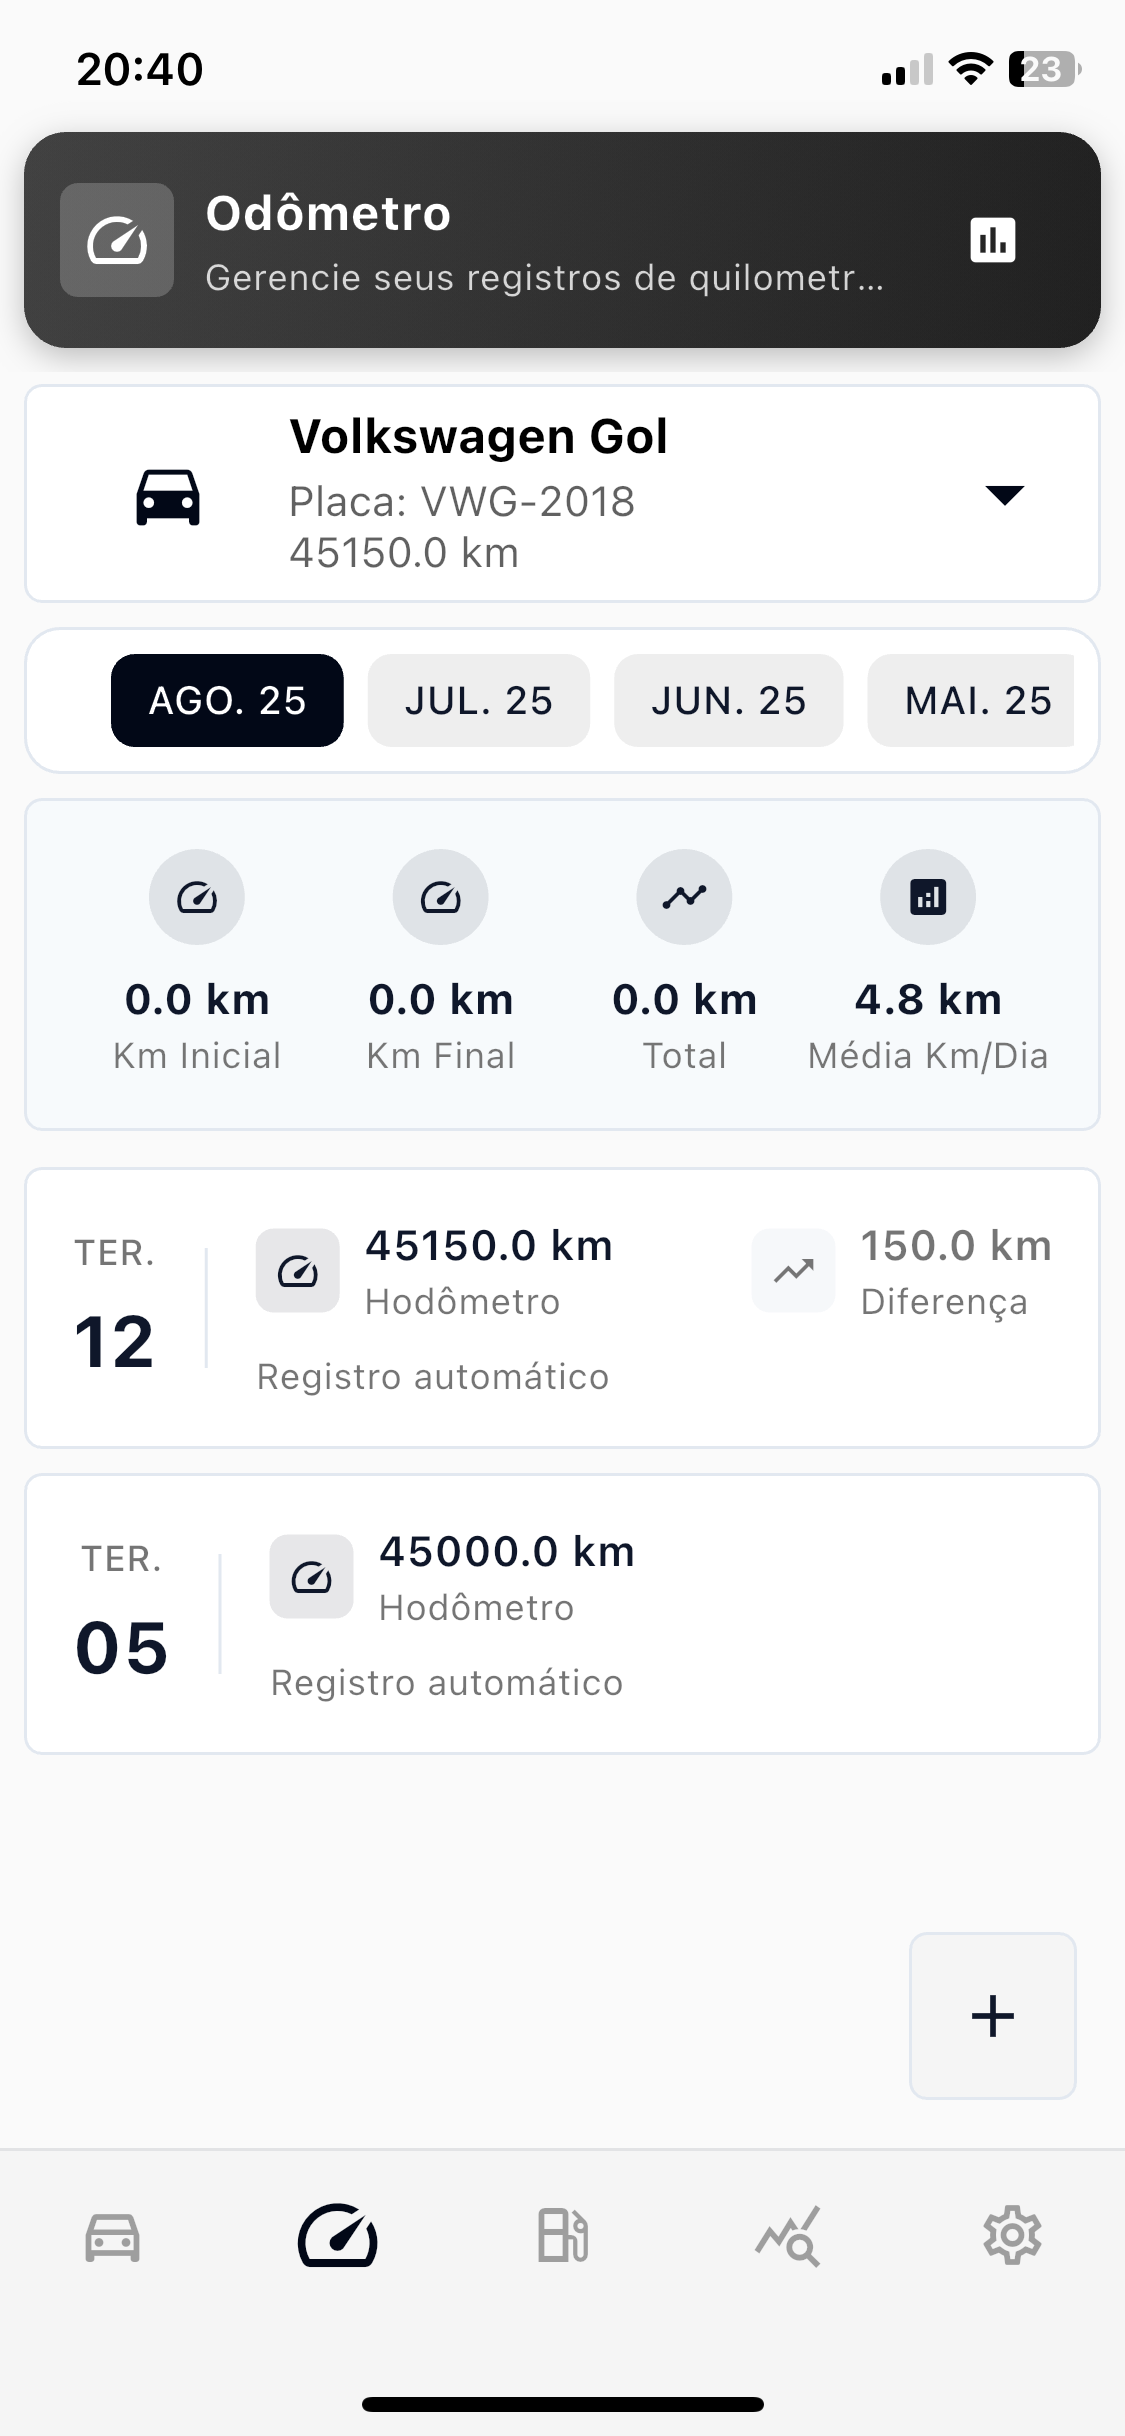 20:40
23
Odômetro
Gerencie seus registros de quilometr...
Volkswagen Gol
Placa: VWG-2018
45150.0 km
AGO. 25
JUL. 25
JUN. 25
MAI. 25
0.0 km
Km Inicial
0.0 km
Km Final
0.0 km
Total
4.8 km
Média Km/Dia
TER.
12
45150.0 km
Hodômetro
150.0 km
Diferença
Registro automático
TER.
05
45000.0 km
Hodômetro
Registro automático